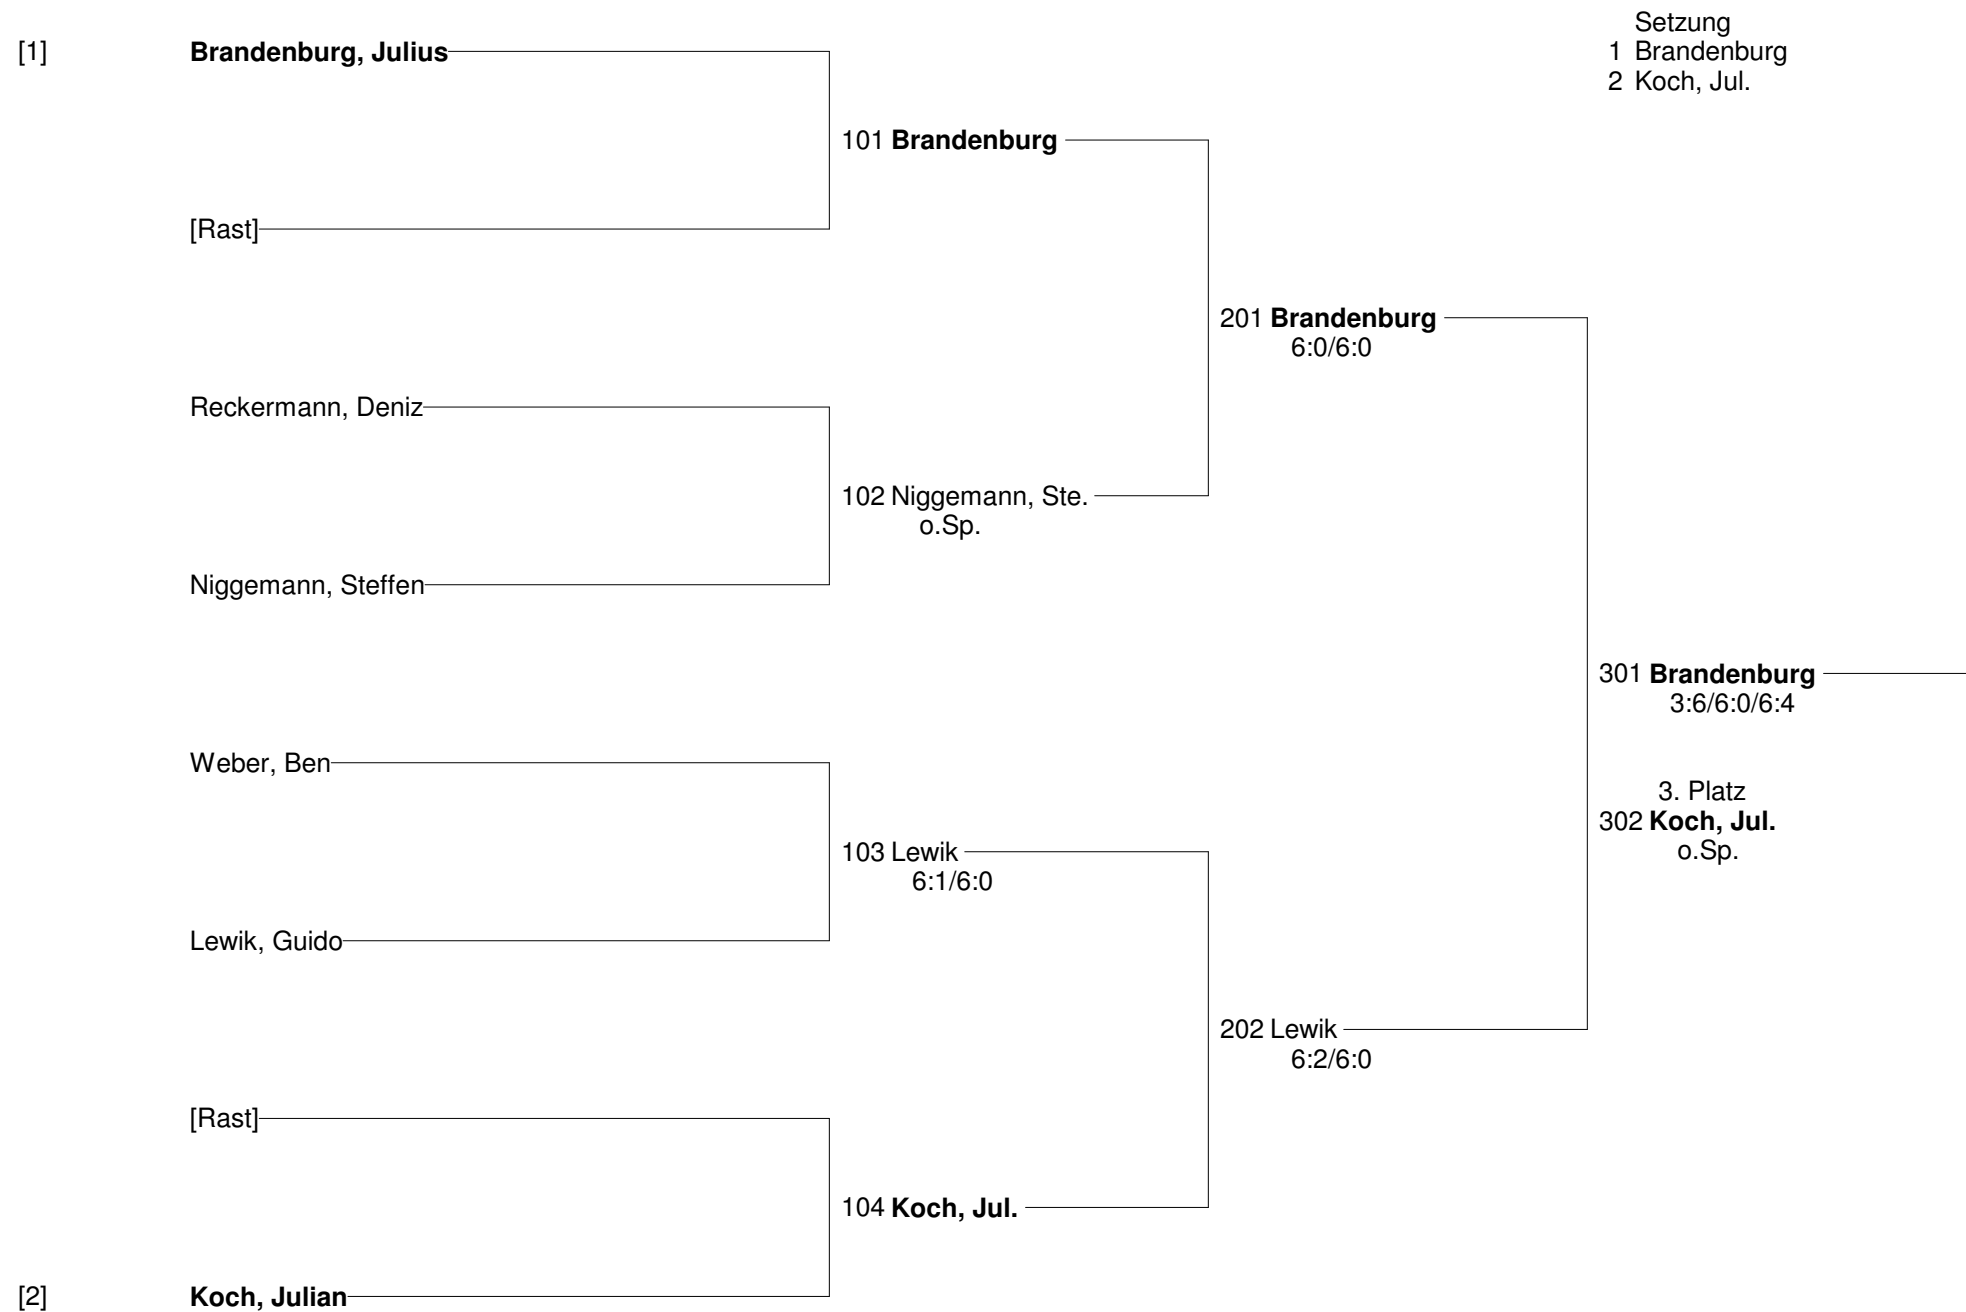 Setzung
[1] Brandenburg, Julius
1 Brandenburg
2 Koch, Jul.
101 Brandenburg
[Rast]
201 Brandenburg
6:0/6:0
Reckermann, Deniz
102 Niggemann, Ste.
o.Sp.
Niggemann, Steffen
301 Brandenburg
3:6/6:0/6:4
Weber, Ben
3. Platz
302 Koch, Jul.
o.Sp.
103 Lewik
6:1/6:0
Lewik, Guido
202 Lewik
6:2/6:0
[Rast]
104 Koch, Jul.
[2] Koch, Julian